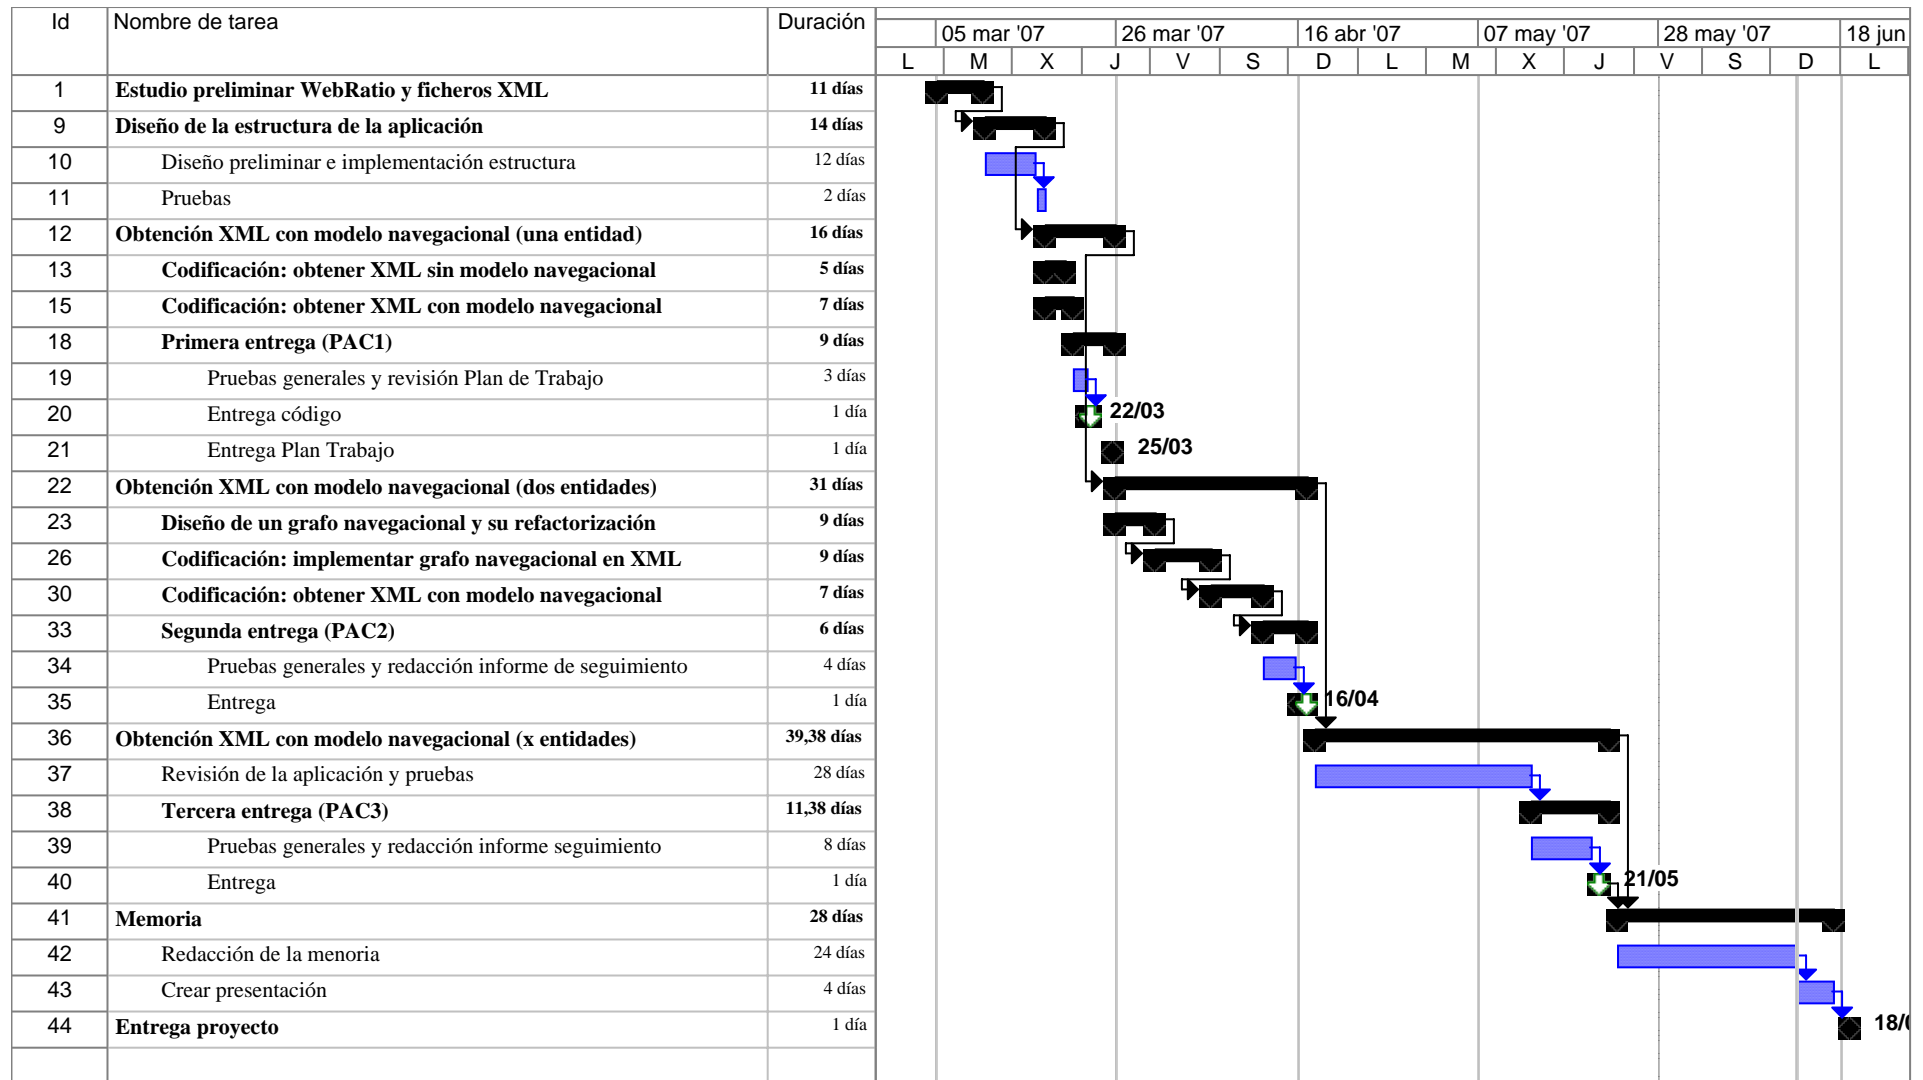 Id Nombre de tarea Duración
05 mar '07 26 mar '07 16 abr '07 07 may '07 28 may '07 18 jun
L M X J V S D L M X J V S D L
1 Estudio preliminar WebRatio y ficheros XML 11 días
9 Diseño de la estructura de la aplicación 14 días
10 Diseño preliminar e implementación estructura 12 días
11 Pruebas 2 días
12 Obtención XML con modelo navegacional (una entidad) 16 días
13 Codificación: obtener XML sin modelo navegacional 5 días
15 Codificación: obtener XML con modelo navegacional 7 días
18 Primera entrega (PAC1) 9 días
19 Pruebas generales y revisión Plan de Trabajo 3 días
20 Entrega código 1 día 22/03
21 Entrega Plan Trabajo 1 día 25/03
22 Obtención XML con modelo navegacional (dos entidades) 31 días
23 Diseño de un grafo navegacional y su refactorización 9 días
26 Codificación: implementar grafo navegacional en XML 9 días
30 Codificación: obtener XML con modelo navegacional 7 días
33 Segunda entrega (PAC2) 6 días
34 Pruebas generales y redacción informe de seguimiento 4 días
35 Entrega 1 día 16/04
36 Obtención XML con modelo navegacional (x entidades) 39,38 días
37 Revisión de la aplicación y pruebas 28 días
38 Tercera entrega (PAC3) 11,38 días
39 Pruebas generales y redacción informe seguimiento 8 días
40 Entrega 1 día 21/05
41 Memoria 28 días
42 Redacción de la menoria 24 días
43 Crear presentación 4 días
44 Entrega proyecto 1 día 18/